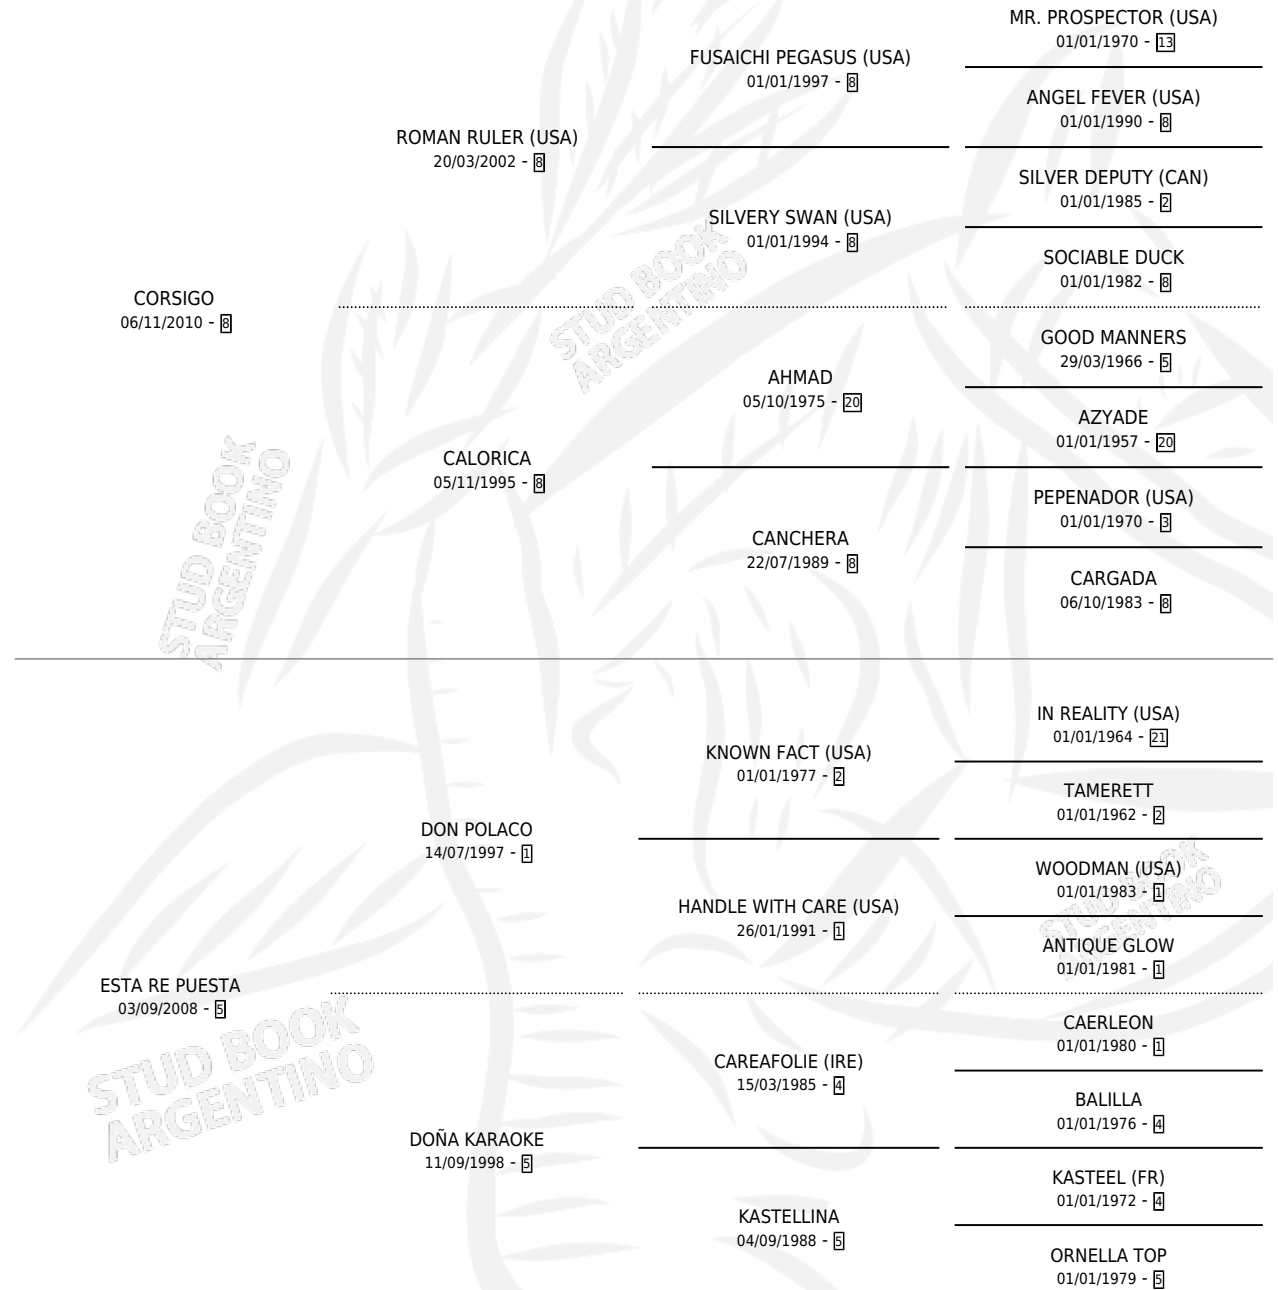 MR. PROSPECTOR (USA)
01/01/1970 - 13
FUSAICHI PEGASUS (USA)
01/01/1997 - 8
ANGEL FEVER (USA)
01/01/1990 - 8
ROMAN RULER (USA)
20/03/2002 - 8
SILVER DEPUTY (CAN)
01/01/1985 - 2
SILVERY SWAN (USA)
01/01/1994 - 8
SOCIABLE DUCK
01/01/1982 - 8
STUD BOOK
ARGENTINO
CORSIGO
06/11/2010 - 8
GOOD MANNERS
29/03/1966 - 5
AHMAD
05/10/1975 - 20
AZYADE
01/01/1957 - 20
CALORICA
05/11/1995 - 8
PEPENADOR (USA)
01/01/1970 - 3
CANCHERA
22/07/1989 - 8
CARGADA
06/10/1983 - 8
STUD BOOK
ARGENTINO
IN REALITY (USA)
01/01/1964 - 21
KNOWN FACT (USA)
01/01/1977 - 2
TAMERETT
01/01/1962 - 2
DON POLACO
14/07/1997 - 1
WOODMAN (USA)
01/01/1983 - 1
HANDLE WITH CARE (USA)
26/01/1991 - 1
ANTIQUE GLOW
01/01/1981 - 1
STUD BOOK
ARGENTINO
ESTA RE PUESTA
03/09/2008 - 5
CAERLEON
01/01/1980 - 1
CAREAFOLIE (IRE)
15/03/1985 - 4
BALILLA
01/01/1976 - 4
STUD BOOK
ARGENTINO
DOÑA KARAOKE
11/09/1998 - 5
KASTEEL (FR)
01/01/1972 - 4
KASTELLINA
04/09/1988 - 5
ORNELLA TOP
01/01/1979 - 5